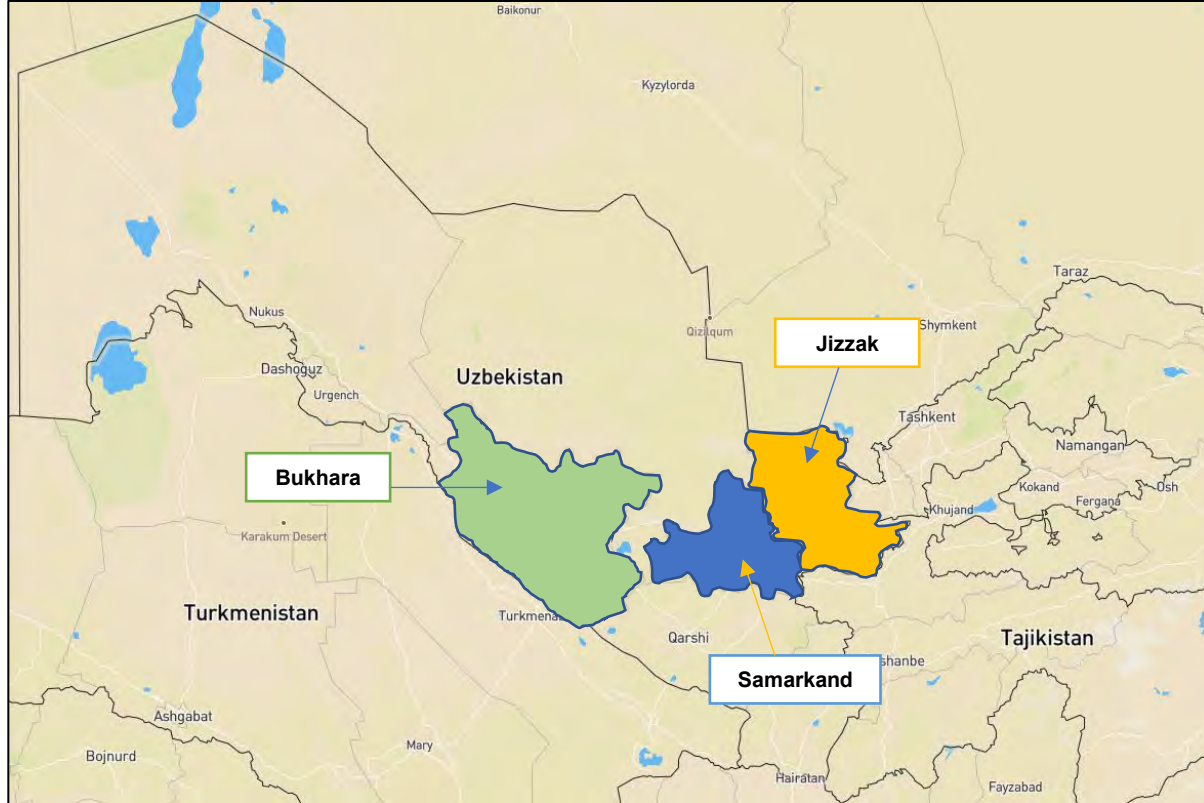 Baikonur
Kyzylorda
Taraz
Nukus
Qizilqum
Shymkent
Jizzak
Dashoguz
Uzbekistan
Urgench
Tashkent
Namangan
Bukhara
Kokand
Osh
Fergana
Khujand
Karakum Desert
Turkmenistan
Turkmena
Qarshi
Tajikistan
shanbe
Samarkand
Ashgabat
Mary
Bojnurd
Hairatan
Fayzabad